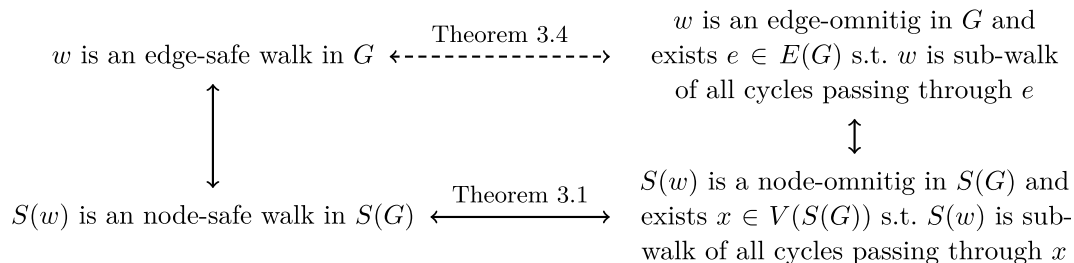 w is an edge-safe walk in G
Theorem 3.4
w is an edge-omnitig in G and
exists e ∈ E(G) s.t. w is sub-walk
of all cycles passing through e
S(w) is an node-safe walk in S(G)
Theorem 3.1
S(w) is a node-omnitig in S(G) and
exists x ∈ V(S(G)) s.t. S(w) is sub-
walk of all cycles passing through x